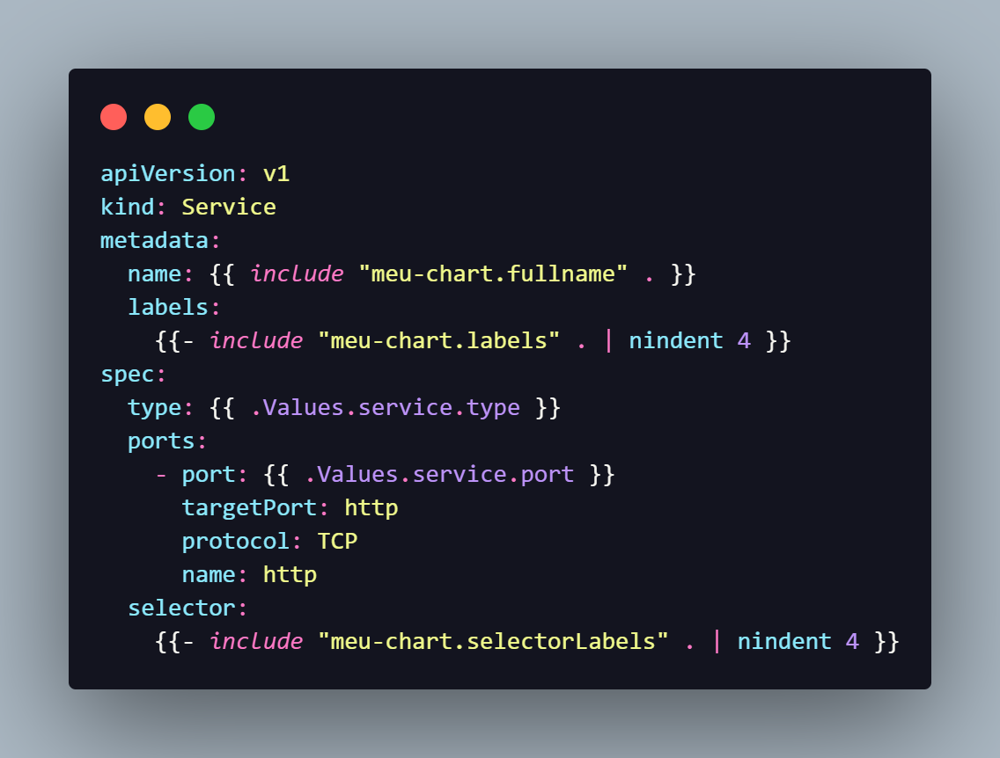 apiVersion: v1
kind: Service
metadata:
  name: {{ include "meu-chart.fullname" . }}
  labels:
    {{- include "meu-chart.labels" . | nindent 4 }}
spec:
  type: {{ .Values.service.type }}
  ports:
    - port: {{ .Values.service.port }}
      targetPort: http
      protocol: TCP
      name: http
  selector:
    {{- include "meu-chart.selectorLabels" . | nindent 4 }}